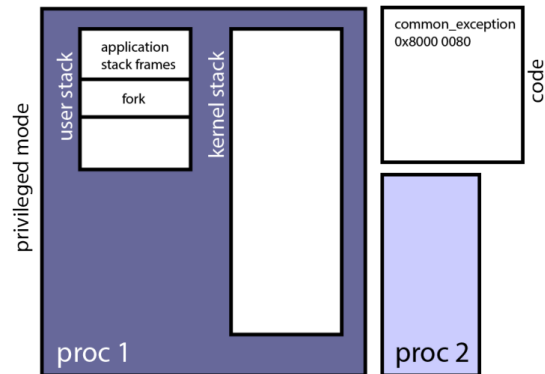 privileged mode
user stack
application
stack frames
fork
kernel stack
proc 1
common_exception
0x8000 0080
code
proc 2